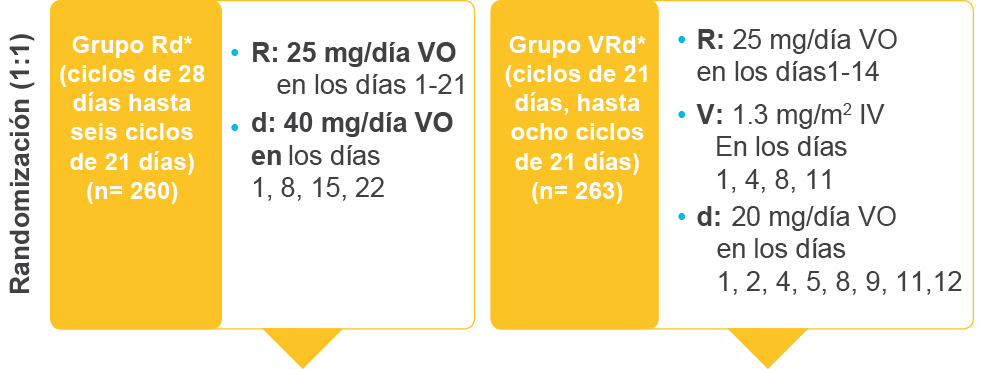 Randomización (1:1)
Grupo Rd*
(ciclos de 28
días hasta
seis ciclos
de 21 días)
(n= 260)
• R: 25 mg/día VO
en los días 1-21
• d: 40 mg/día VO
en los días
1, 8, 15, 22
Grupo VRd*
(ciclos de 21
días, hasta
ocho ciclos
de 21 días)
(n= 263)
• R: 25 mg/día VO
en los días1-14
• V: 1.3 mg/m² IV
En los días
1, 4, 8, 11
• d: 20 mg/día VO
en los días
1, 2, 4, 5, 8, 9, 11,12